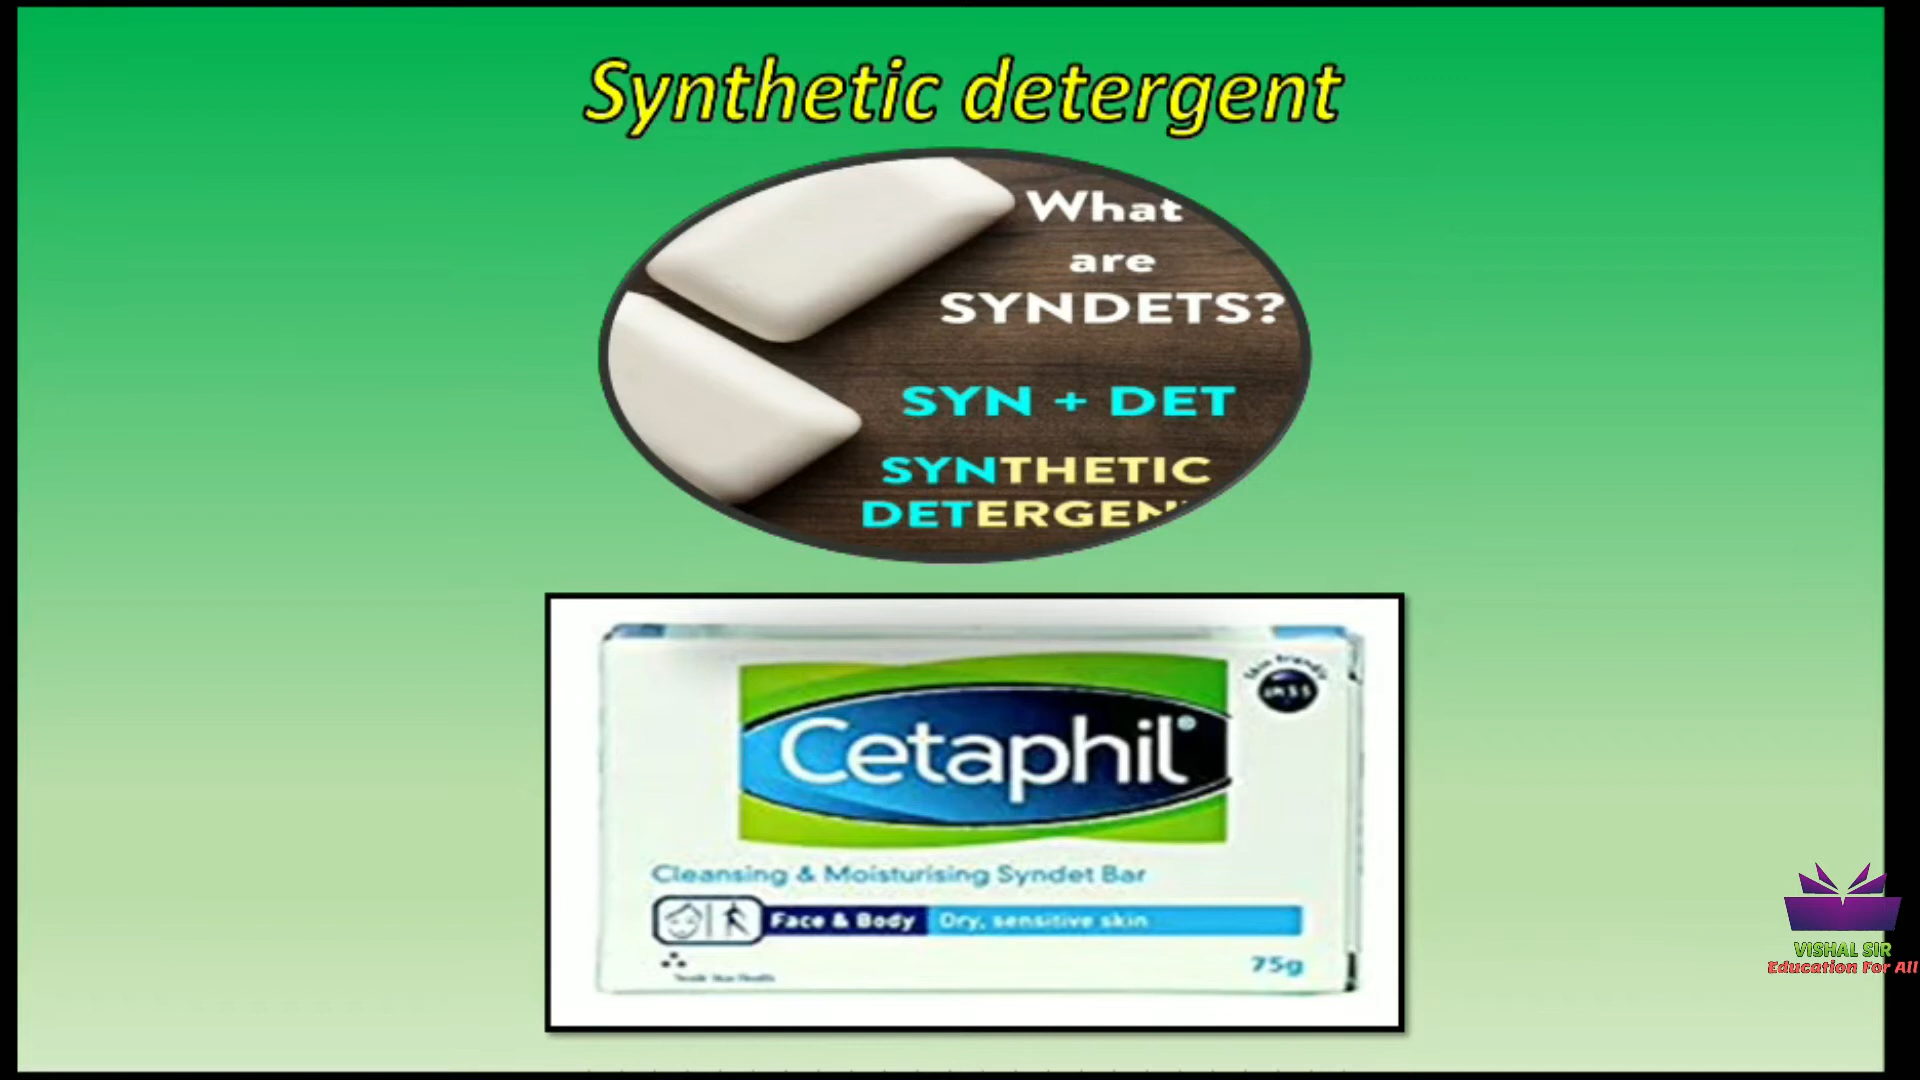 Synthetic detergent
What
are
SYNDETS?
SYN + DET
SYNTHETIC
DETERGEN
Cetaphil®
Cleansing & Moisturising Syndet Bar
Face & Body Dry, sensitive skin
75g
VISHAL SIR
Education For All